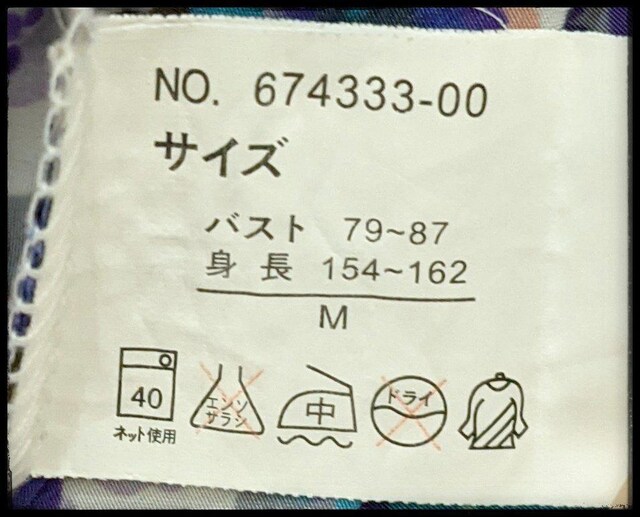 NO. 674333-00
サイズ
バスト 79~87
身長 154~162
M
40
ネット使用
エンソ
サラシ
中
ドライ